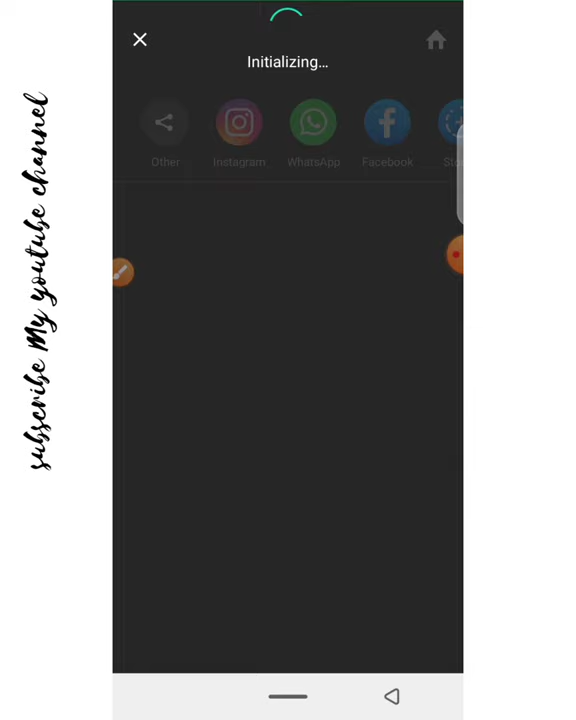 subscribe My youtube channel
Initializing...
Other
Instagram
WhatsApp
Facebook